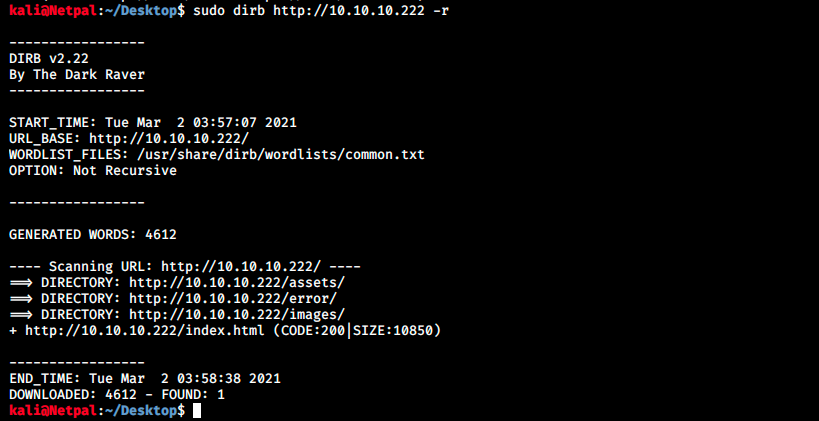 kali@Netpal:~/Desktop$ sudo dirb http://10.10.10.222 -r
-----------------
DIRB v2.22
By The Dark Raver
-----------------
START_TIME: Tue Mar  2 03:57:07 2021
URL_BASE: http://10.10.10.222/
WORDLIST_FILES: /usr/share/dirb/wordlists/common.txt
OPTION: Not Recursive
-----------------
GENERATED WORDS: 4612
---- Scanning URL: http://10.10.10.222/ ----
==> DIRECTORY: http://10.10.10.222/assets/
==> DIRECTORY: http://10.10.10.222/error/
==> DIRECTORY: http://10.10.10.222/images/
+ http://10.10.10.222/index.html (CODE:200|SIZE:10850)
-----------------
END_TIME: Tue Mar  2 03:58:38 2021
DOWNLOADED: 4612 - FOUND: 1
kali@Netpal:~/Desktop$